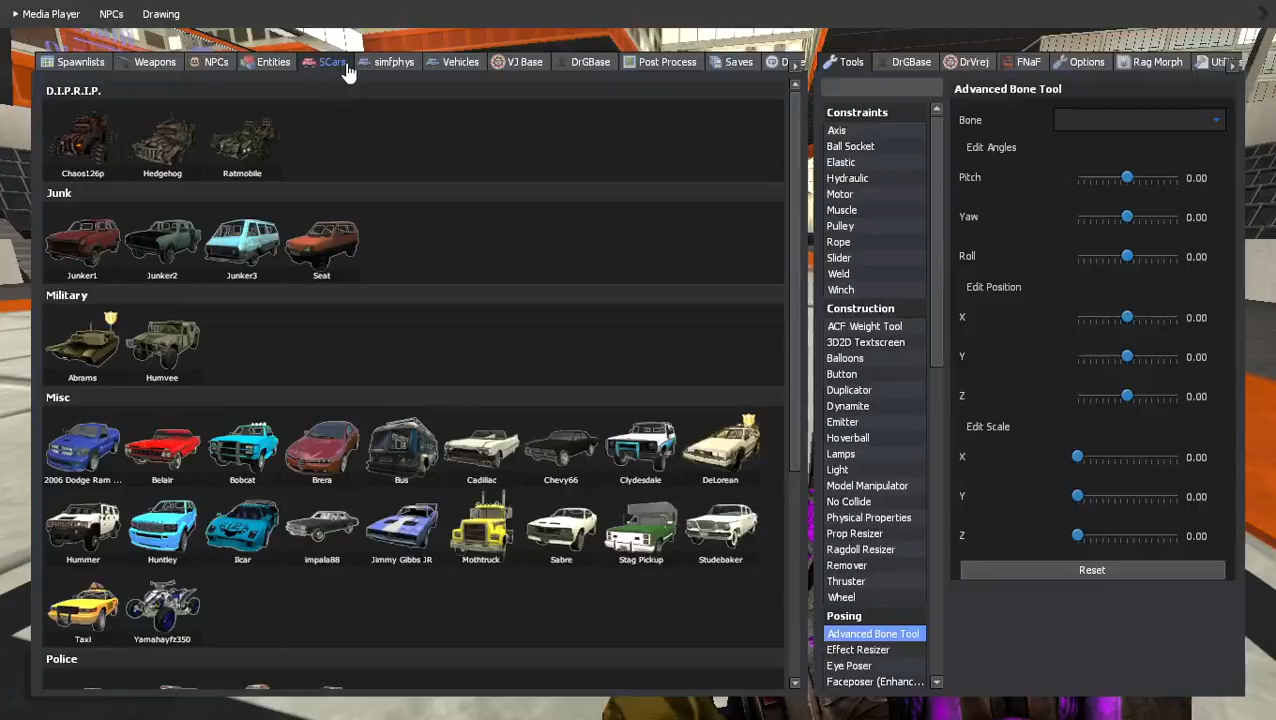 Media Player NPCs Drawing
Spawnlists Weapons NPCs Entities SCars simfphys Vehicles VJ Base DrGBase Post Process Saves
Tools DrGBase DrVrej FNaF Options Rag Morph
D.I.P.R.I.P.
Chaos126p Hedgehog Ratmobile
Junk
Junker1 Junker2 Junker3 Seat
Military
Abrams Humvee
Misc
2006 Dodge Ram ... Belair Bobcat Brera Bus Cadillac Chevy66 Clydesdale DeLorean
Hummer Huntley Ilcar impala88 Jimmy Gibbs JR Mothtruck Sabre Stag Pickup Studebaker
Taxi Yamahayfz350
Police
Constraints
Axis
Ball Socket
Elastic
Hydraulic
Motor
Muscle
Pulley
Rope
Slider
Weld
Winch
Construction
ACF Weight Tool
3D2D Textscreen
Balloons
Button
Duplicator
Dynamite
Emitter
Hoverball
Lamps
Light
Model Manipulator
No Collide
Physical Properties
Prop Resizer
Ragdoll Resizer
Remover
Thruster
Wheel
Posing
Advanced Bone Tool
Effect Resizer
Eye Poser
Faceposer (Enhanc...
Advanced Bone Tool
Bone
Edit Angles
Pitch 0.00
Yaw 0.00
Roll 0.00
Edit Position
X 0.00
Y 0.00
Z 0.00
Edit Scale
X 0.00
Y 0.00
Z 0.00
Reset